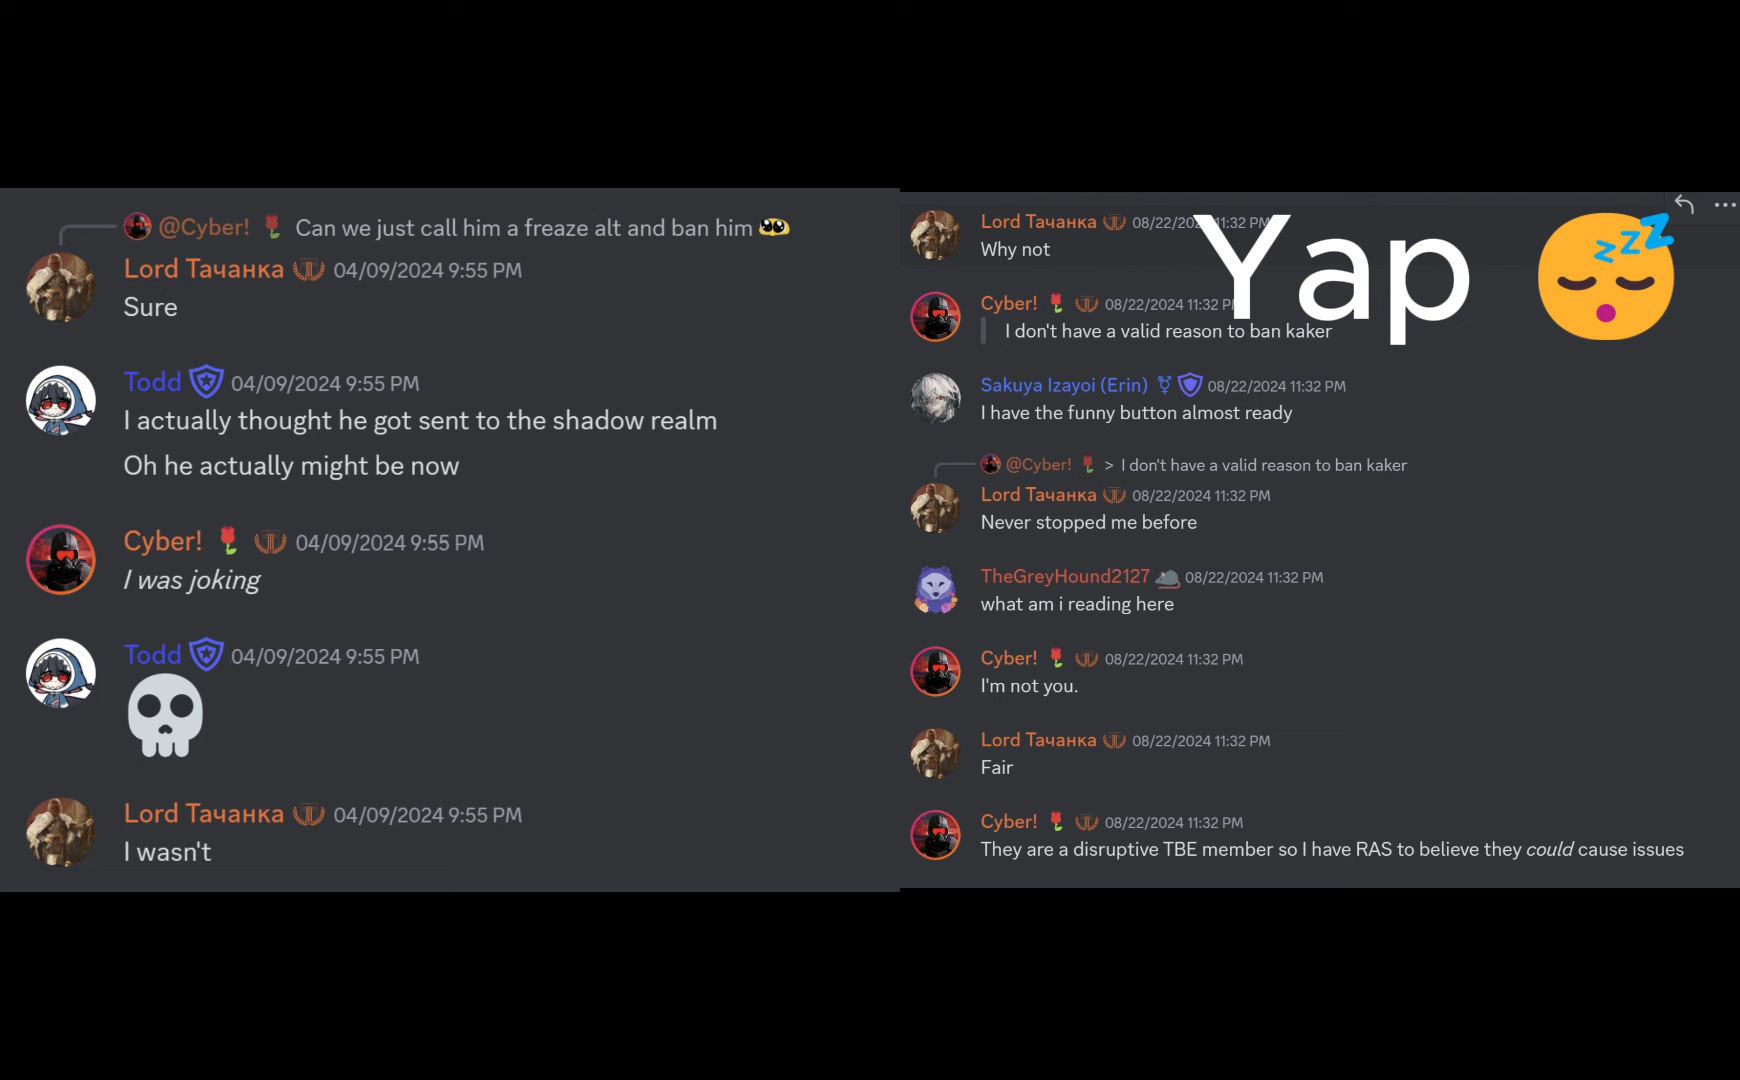 @Cyber! 🌹 Can we just call him a freaze alt and ban him
Lord Тачанка 04/09/2024 9:55 PM
Sure
Todd 04/09/2024 9:55 PM
I actually thought he got sent to the shadow realm
Oh he actually might be now
Cyber! 🌹 04/09/2024 9:55 PM
I was joking
Todd 04/09/2024 9:55 PM
💀
Lord Тачанка 04/09/2024 9:55 PM
I wasn't
Yap 😴
Lord Тачанка 08/22/2024 11:32 PM
Why not
Cyber! 🌹 08/22/2024 11:32 PM
I don't have a valid reason to ban kaker
Sakuya Izayoi (Erin) 08/22/2024 11:32 PM
I have the funny button almost ready
@Cyber! 🌹 > I don't have a valid reason to ban kaker
Lord Тачанка 08/22/2024 11:32 PM
Never stopped me before
TheGreyHound2127 08/22/2024 11:32 PM
what am i reading here
Cyber! 🌹 08/22/2024 11:32 PM
I'm not you.
Lord Тачанка 08/22/2024 11:32 PM
Fair
Cyber! 🌹 08/22/2024 11:32 PM
They are a disruptive TBE member so I have RAS to believe they could cause issues